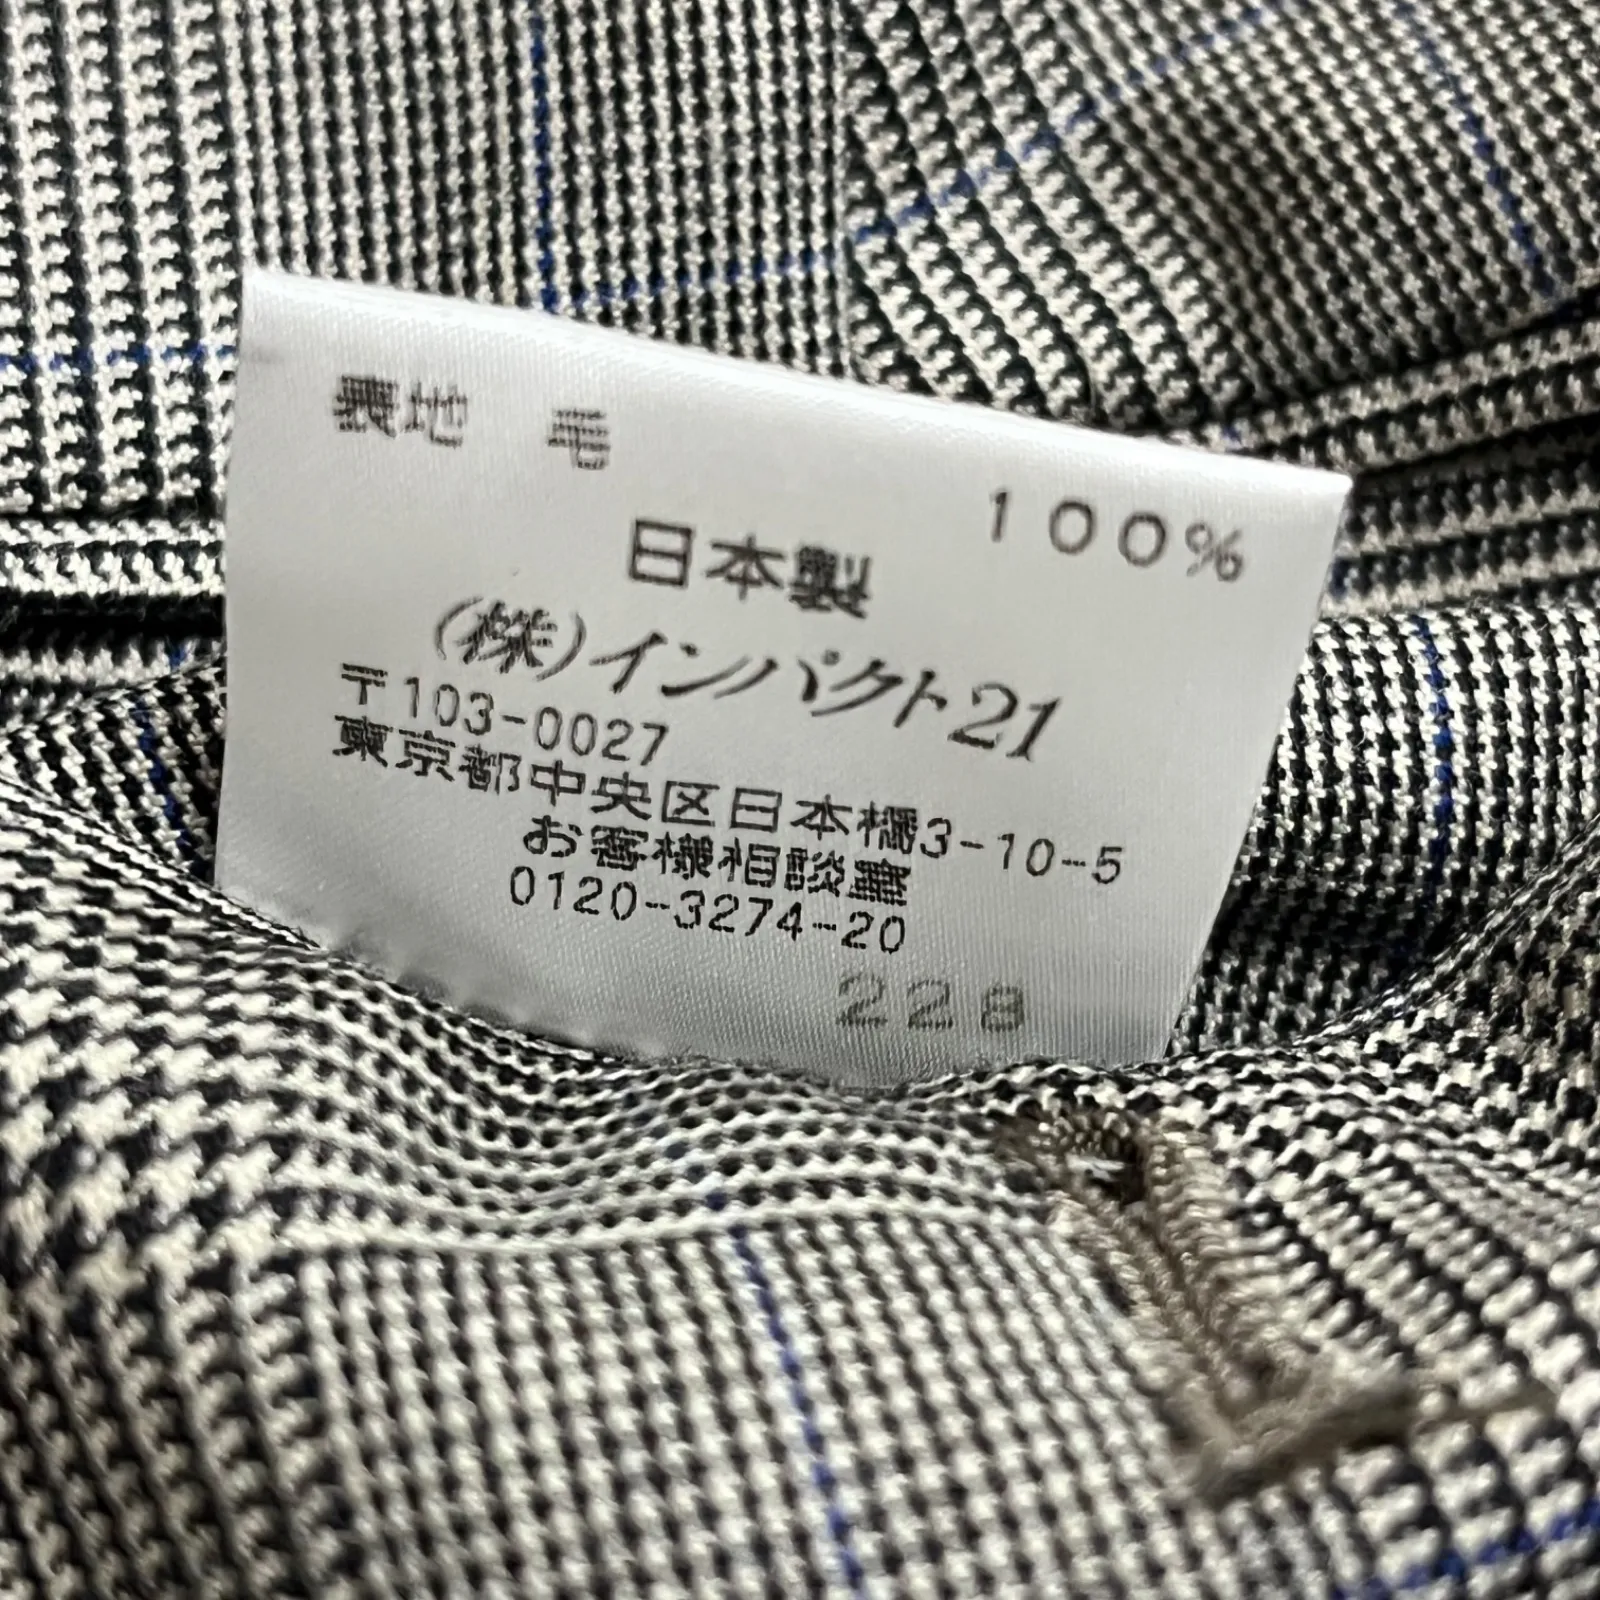 表地 毛 100%
日本製
(株)インパクト21
〒103-0027
東京都中央区日本橋3-10-5
お客様相談室
0120-3274-20
228